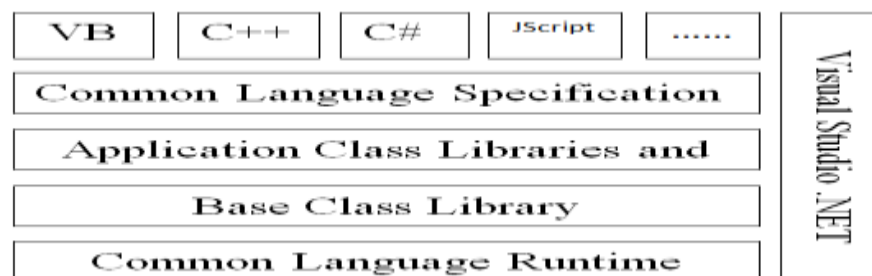 VB
C++
C#
JScript
......
Common Language Specification
Application Class Libraries and
Base Class Library
Common Language Runtime
Visual Studio .NET